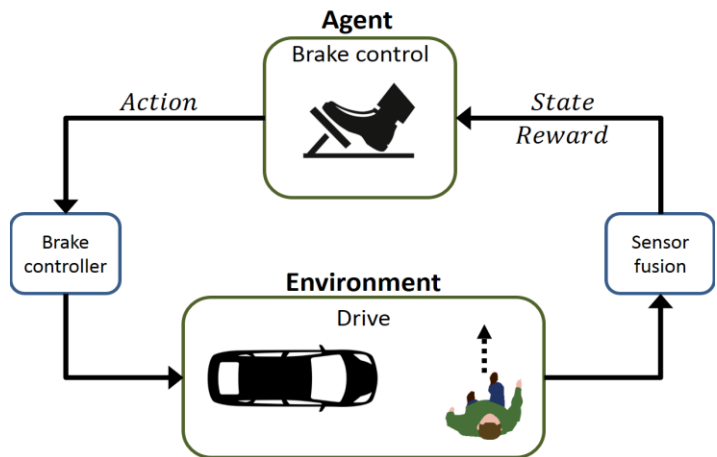 Agent
Brake control
Action
State
Reward
Brake
controller
Sensor
fusion
Environment
Drive